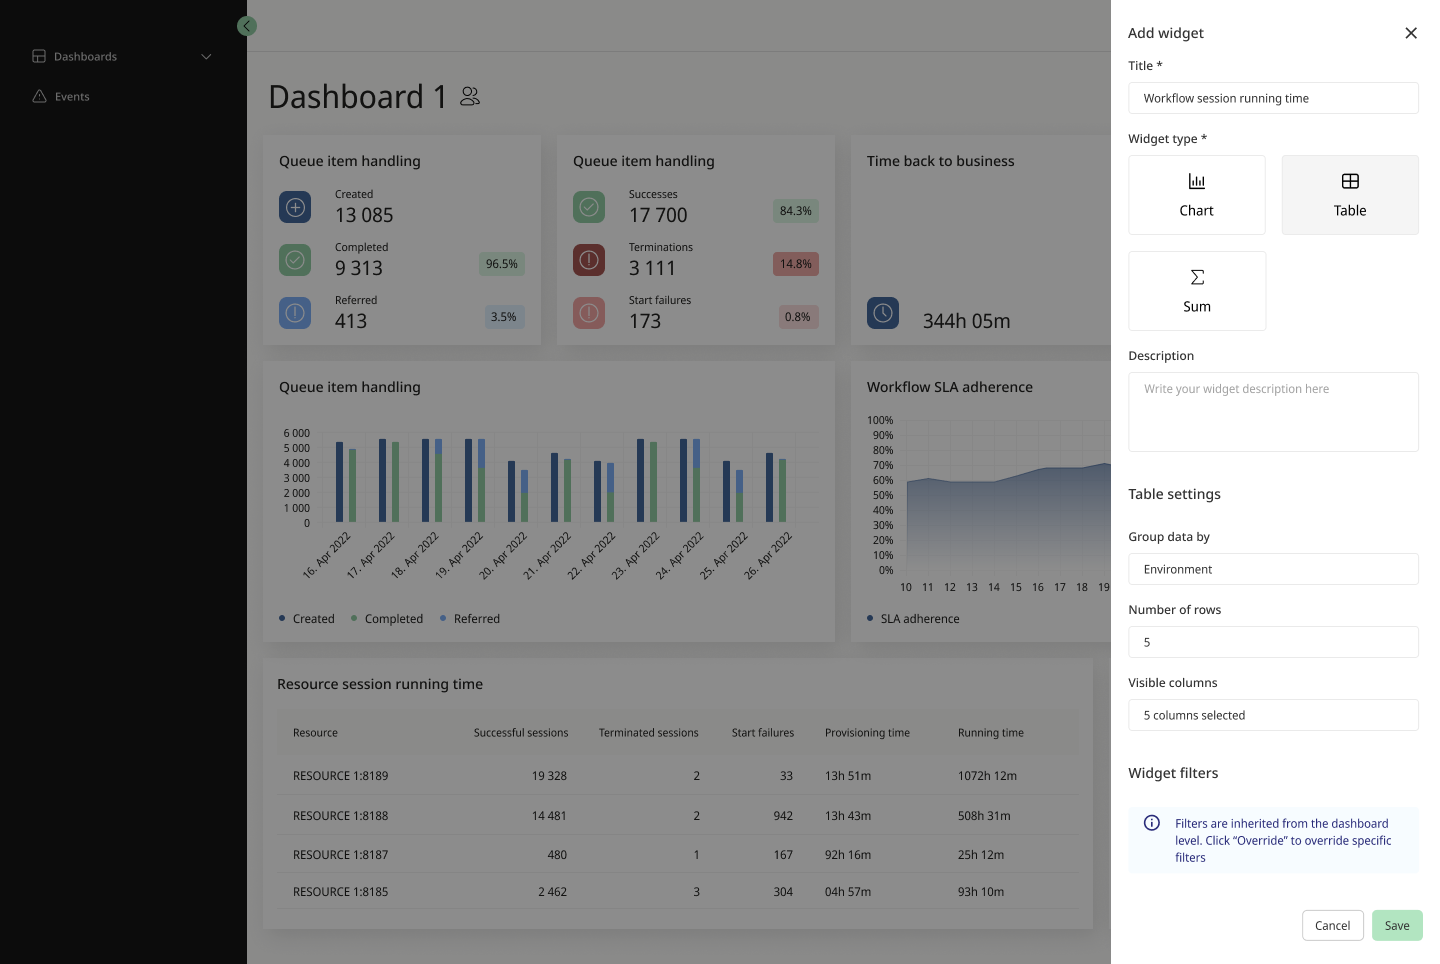 Dashboards
Events
Dashboard 1
Queue item handling
Created
13 085
Completed
9 313
96.5%
Referred
413
3.5%
Queue item handling
Successes
17 700
84.3%
Terminations
3 111
14.8%
Start failures
173
0.8%
Time back to business
344h 05m
Queue item handling
6 000
5 000
4 000
3 000
2 000
1 000
0
16. Apr 2022
17. Apr 2022
18. Apr 2022
19. Apr 2022
20. Apr 2022
21. Apr 2022
22. Apr 2022
23. Apr 2022
24. Apr 2022
25. Apr 2022
26. Apr 2022
Created Completed Referred
Workflow SLA adherence
100%
90%
80%
70%
60%
50%
40%
30%
20%
10%
0%
10 11 12 13 14 15 16 17 18 19
SLA adherence
Resource session running time
Resource Successful sessions Terminated sessions Start failures Provisioning time Running time
RESOURCE 1:8189 19 328 2 33 13h 51m 1072h 12m
RESOURCE 1:8188 14 481 2 942 13h 43m 508h 31m
RESOURCE 1:8187 480 1 167 92h 16m 25h 12m
RESOURCE 1:8185 2 462 3 304 04h 57m 93h 10m
Add widget
Title *
Workflow session running time
Widget type *
Chart
Table
Sum
Description
Write your widget description here
Table settings
Group data by
Environment
Number of rows
5
Visible columns
5 columns selected
Widget filters
Filters are inherited from the dashboard
level. Click “Override” to override specific
filters
Cancel
Save